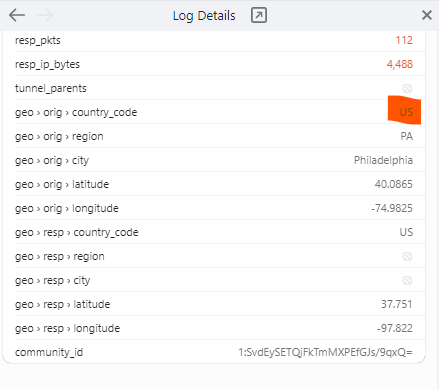 Log Details
resp_pkts 112
resp_ip_bytes 4,488
tunnel_parents
geo › orig › country_code US
geo › orig › region PA
geo › orig › city Philadelphia
geo › orig › latitude 40.0865
geo › orig › longitude -74.9825
geo › resp › country_code US
geo › resp › region
geo › resp › city
geo › resp › latitude 37.751
geo › resp › longitude -97.822
community_id 1:SvdEySETQjFkTmMXPEfGJs/9qxQ=